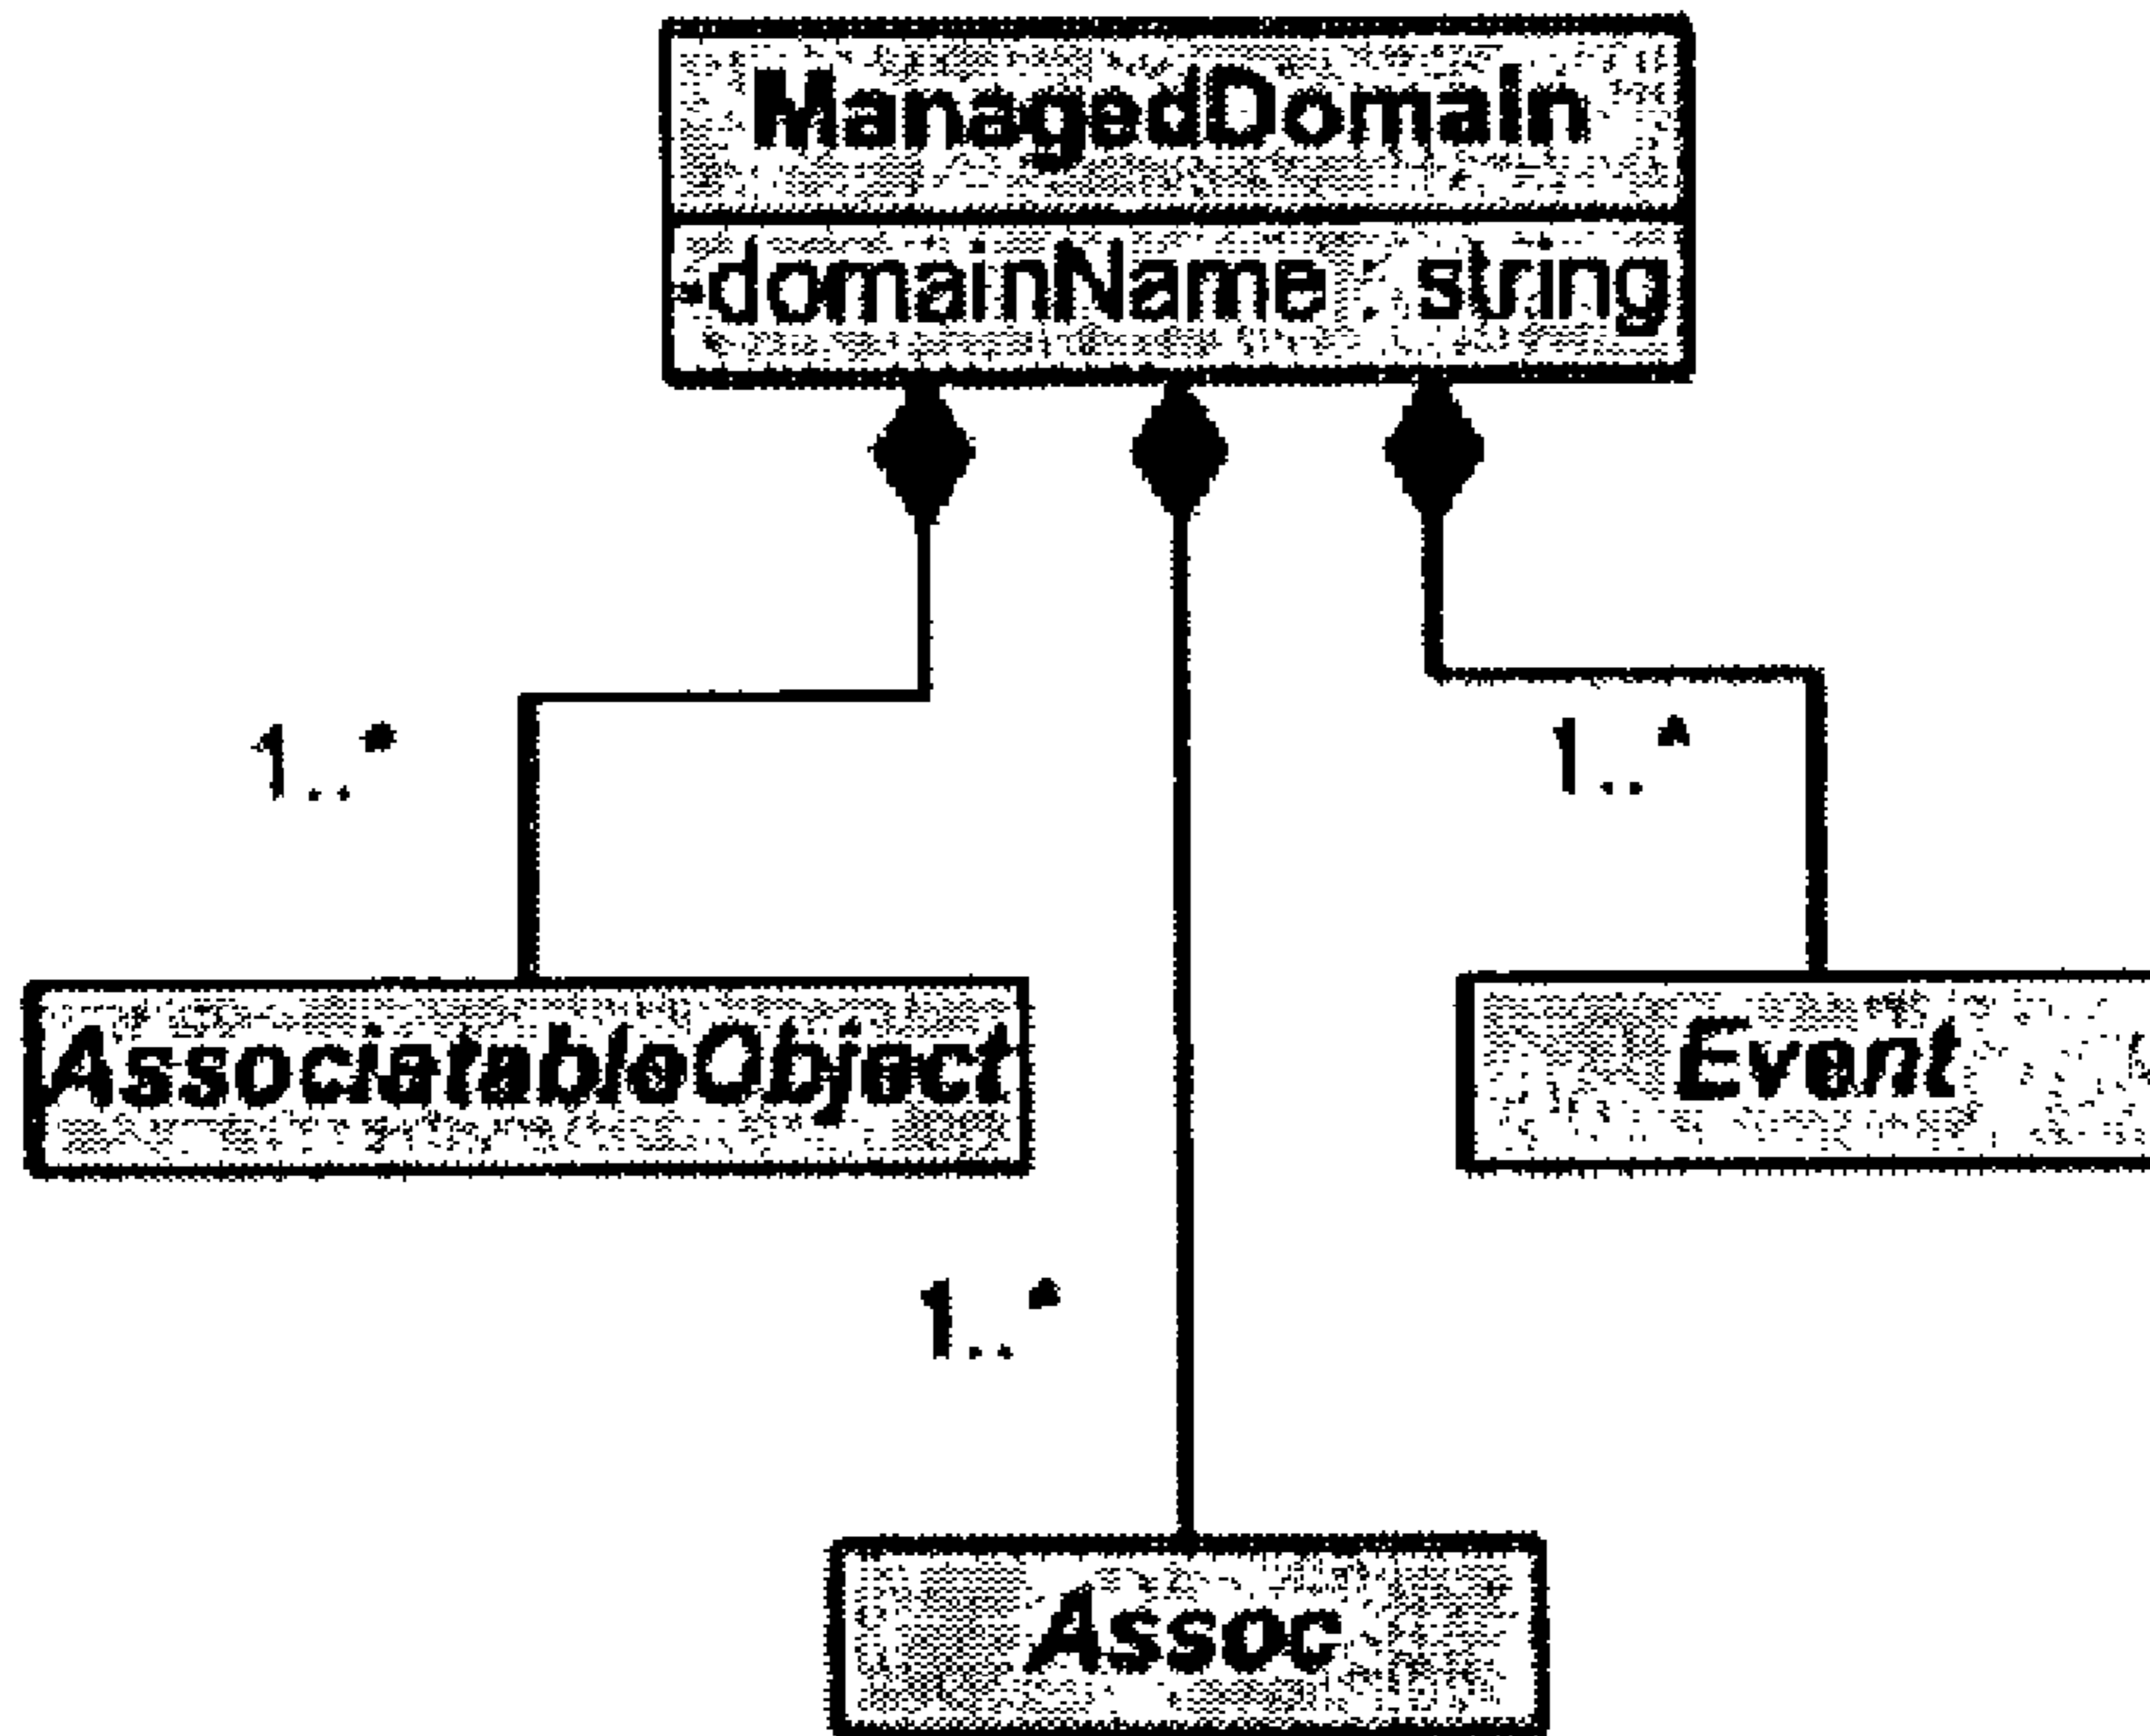 ManagedDomain
domainName : string
1..*
1..*
AssociatableObject
Event
1..*
Assoc